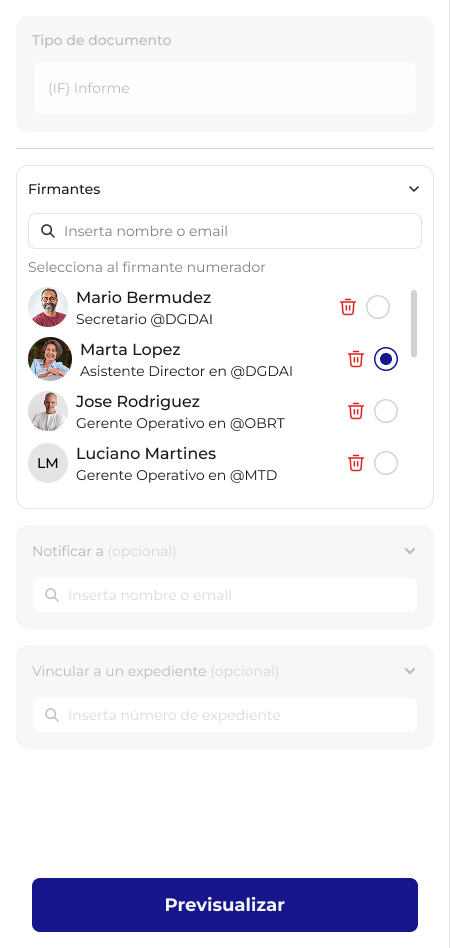 Tipo de documento
(IF) Informe
Firmantes
Inserta nombre o email
Selecciona al firmante numerador
Mario Bermudez
Secretario @DGDAI
Marta Lopez
Asistente Director en @DGDAI
Jose Rodriguez
Gerente Operativo en @OBRT
LM
Luciano Martines
Gerente Operativo en @MTD
Notificar a (opcional)
Inserta nombre o email
Vincular a un expediente (opcional)
Inserta número de expediente
Previsualizar